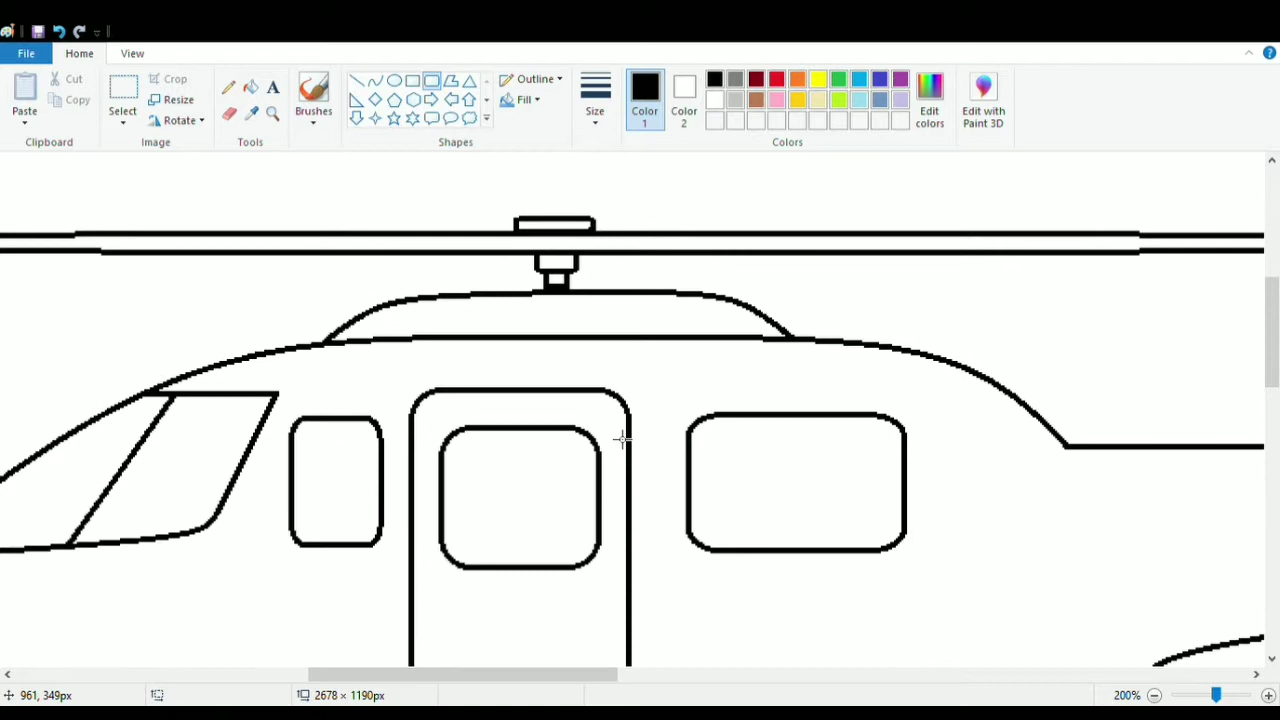 File Home View
Paste Cut Copy
Clipboard
Select Crop Resize Rotate
Image
Tools
Brushes
Outline Fill
Shapes
Size
Color 1 Color 2
Edit colors
Colors
Edit with Paint 3D
961, 349px 2678 × 1190px 200%